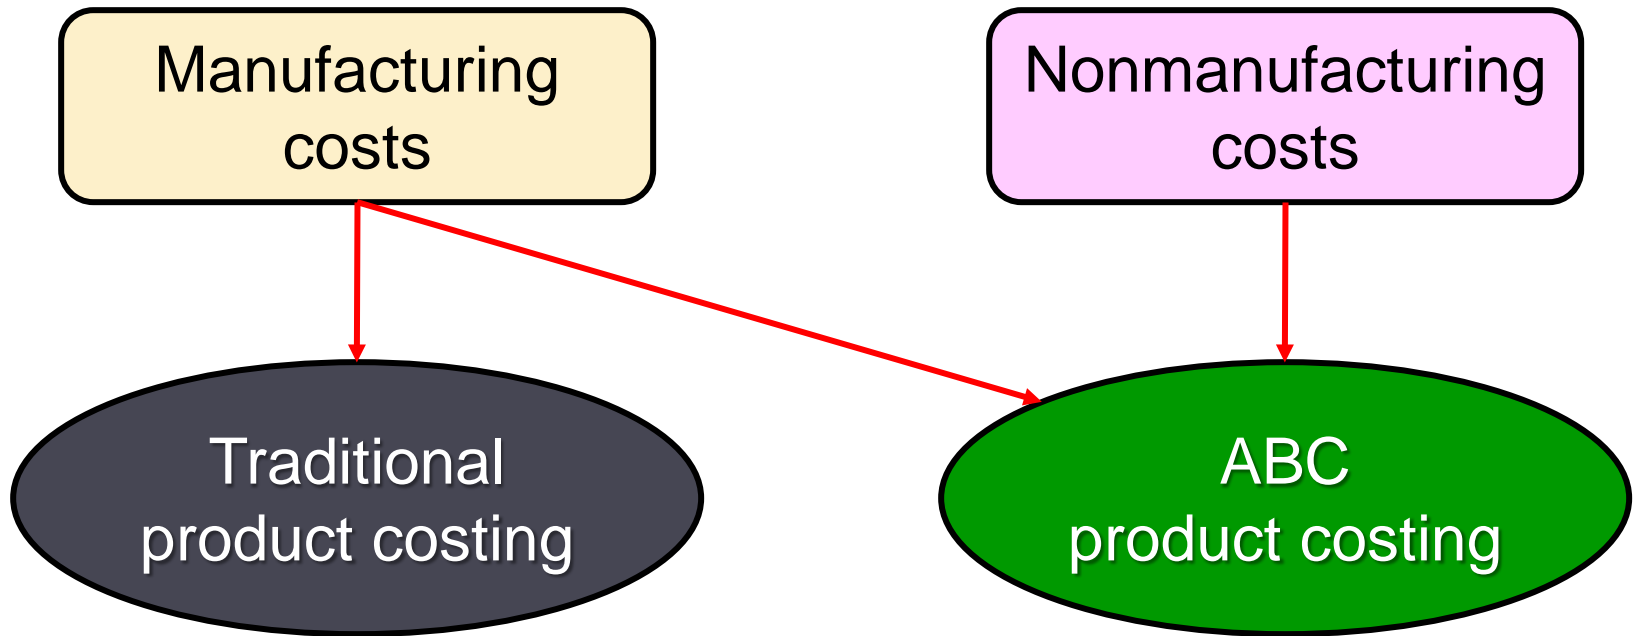 Manufacturing
costs
Nonmanufacturing
costs
Traditional
product costing
ABC
product costing